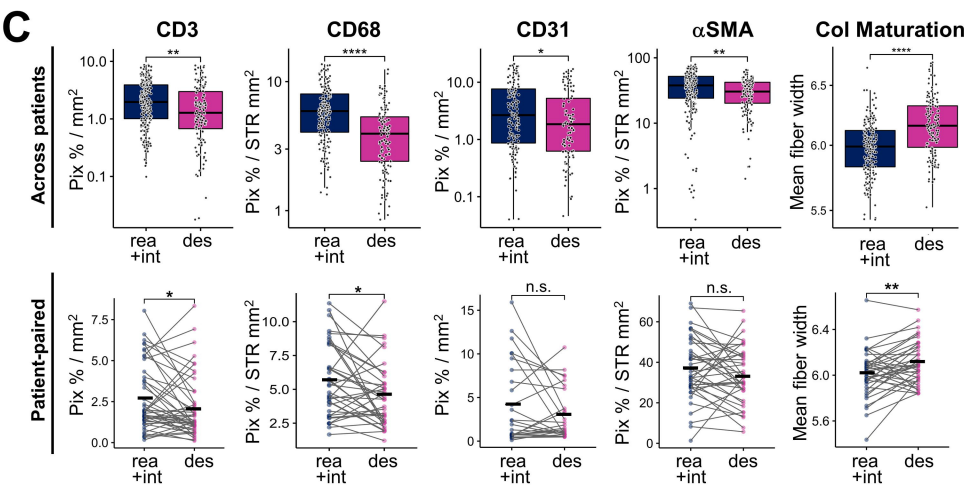 C
CD3
CD68
CD31
αSMA
Col Maturation
Across patients
Pix % / mm²
10.0
1.0
0.1
**
rea
+int
des
Pix % / STR mm²
10
3
1
****
rea
+int
des
Pix % / mm²
10.0
1.0
0.1
*
rea
+int
des
Pix % / STR mm²
100
10
1
**
rea
+int
des
Mean fiber width
6.5
6.0
5.5
****
rea
+int
des
Patient-paired
Pix % / mm²
7.5
5.0
2.5
0.0
*
rea
+int
des
Pix % / STR mm²
10.0
7.5
5.0
2.5
*
rea
+int
des
Pix % / mm²
15
10
5
0
n.s.
rea
+int
des
Pix % / STR mm²
60
40
20
0
n.s.
rea
+int
des
Mean fiber width
6.4
6.0
5.6
**
rea
+int
des